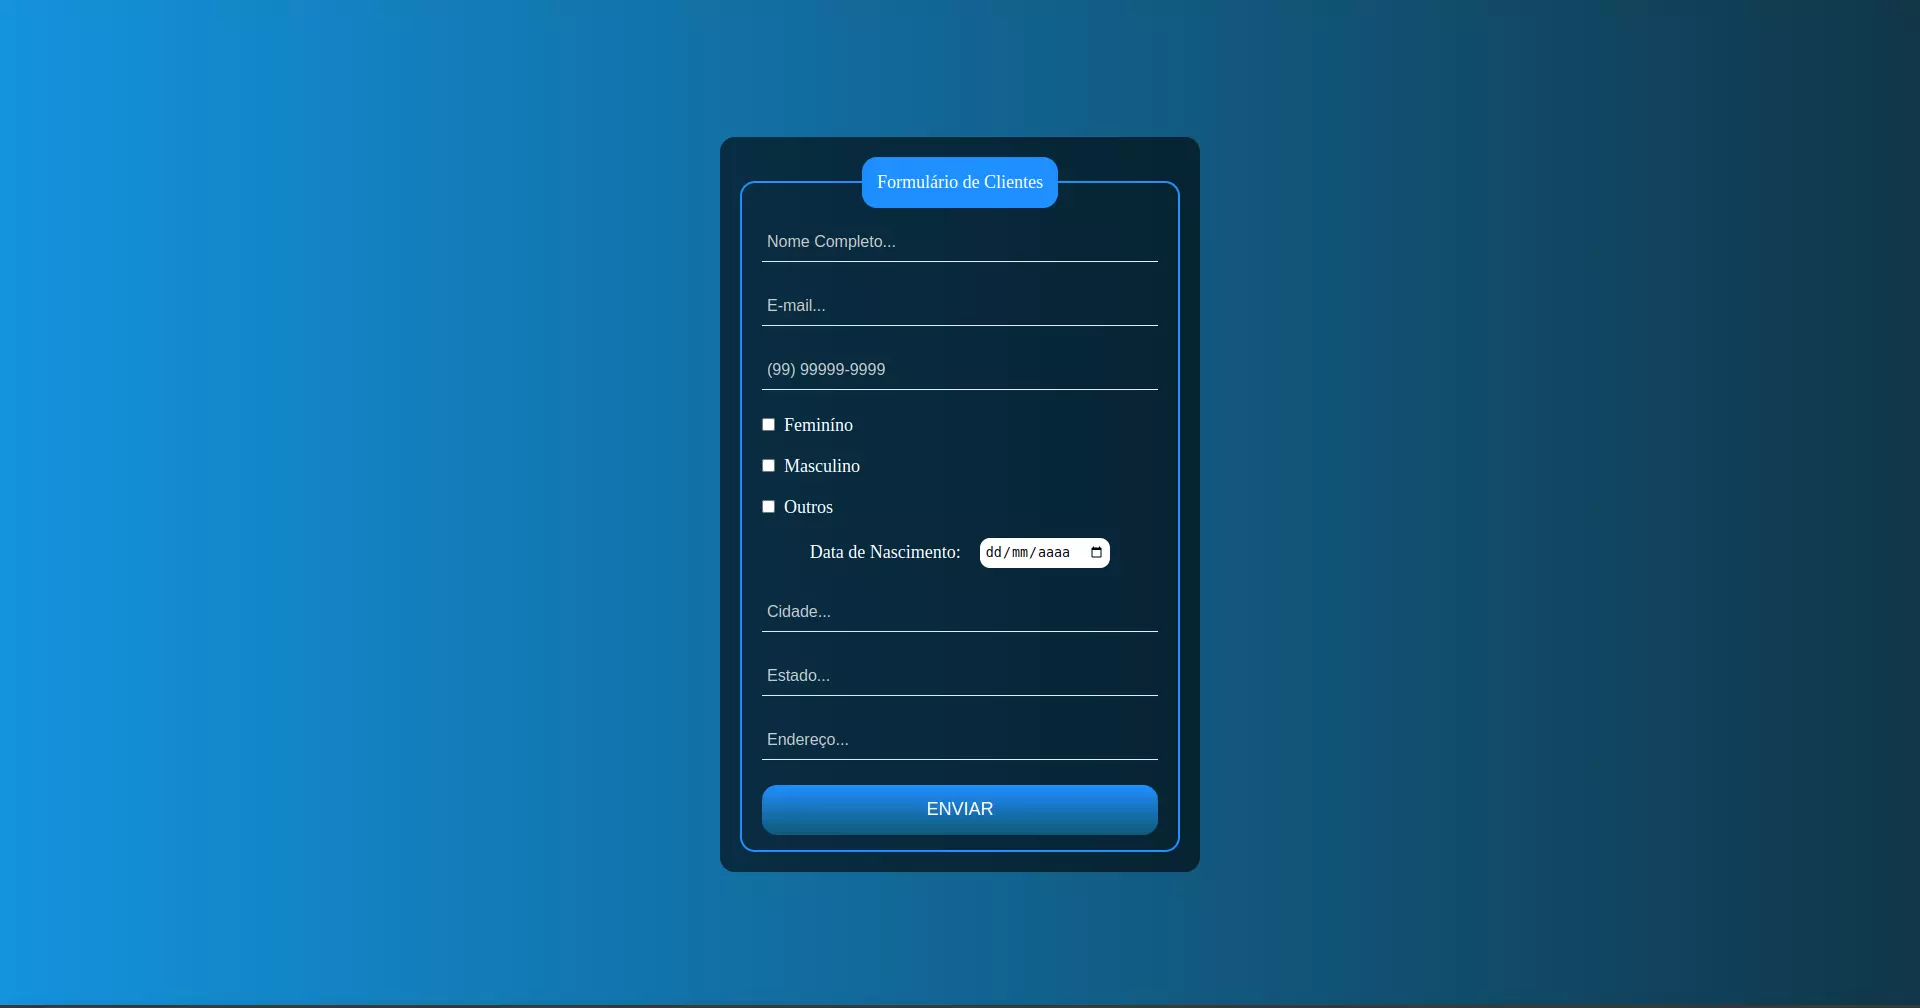 Formulário de Clientes
Nome Completo...
E-mail...
(99) 99999-9999
Feminíno
Masculino
Outros
Data de Nascimento: dd/mm/aaaa
Cidade...
Estado...
Endereço...
ENVIAR